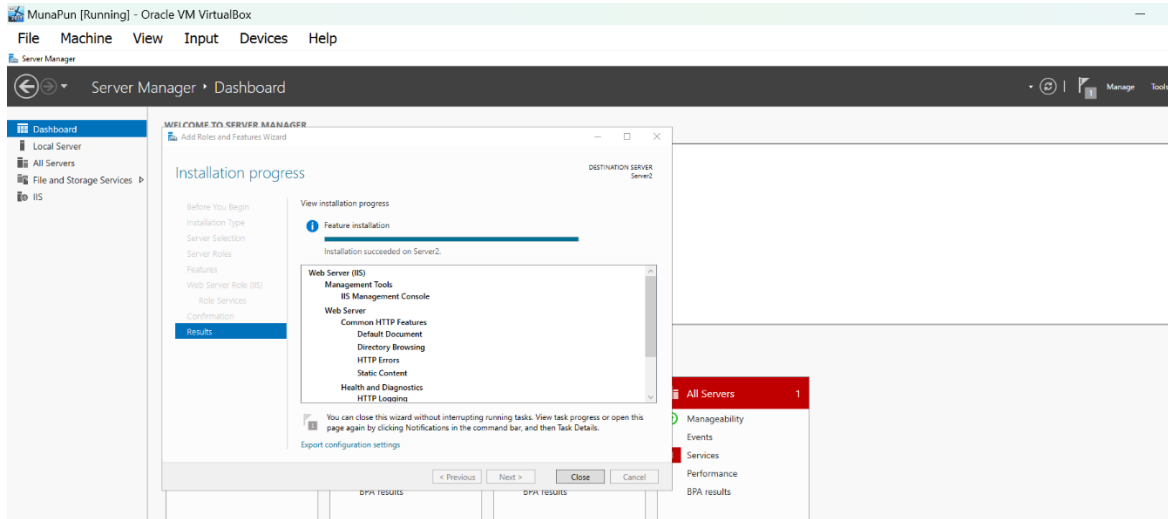 MunaPun [Running] - Oracle VM VirtualBox
File Machine View Input Devices Help
Server Manager
Server Manager • Dashboard
1 Manage Tools
Dashboard
Local Server
All Servers
File and Storage Services
IIS
WELCOME TO SERVER MANAGER
Add Roles and Features Wizard
Installation progress
DESTINATION SERVER
Server2
Before You Begin
Installation Type
Server Selection
Server Roles
Features
Web Server Role (IIS)
Role Services
Confirmation
Results
View installation progress
Feature installation
Installation succeeded on Server2.
Web Server (IIS)
Management Tools
IIS Management Console
Web Server
Common HTTP Features
Default Document
Directory Browsing
HTTP Errors
Static Content
Health and Diagnostics
HTTP Logging
You can close this wizard without interrupting running tasks. View task progress or open this
page again by clicking Notifications in the command bar, and then Task Details.
Export configuration settings
< Previous Next > Close Cancel
All Servers 1
Manageability
Events
Services
Performance
BPA results
BPA results
BPA results